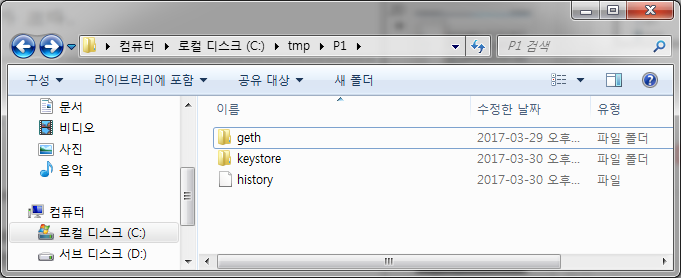 컴퓨터 ▸ 로컬 디스크 (C:) ▸ tmp ▸ P1
P1 검색
구성 라이브러리에 포함 공유 대상 새 폴더
문서
비디오
사진
음악
컴퓨터
로컬 디스크 (C:)
서브 디스크 (D:)
이름 수정한 날짜 유형
geth 2017-03-29 오후... 파일 폴더
keystore 2017-03-30 오후... 파일 폴더
history 2017-03-30 오후... 파일